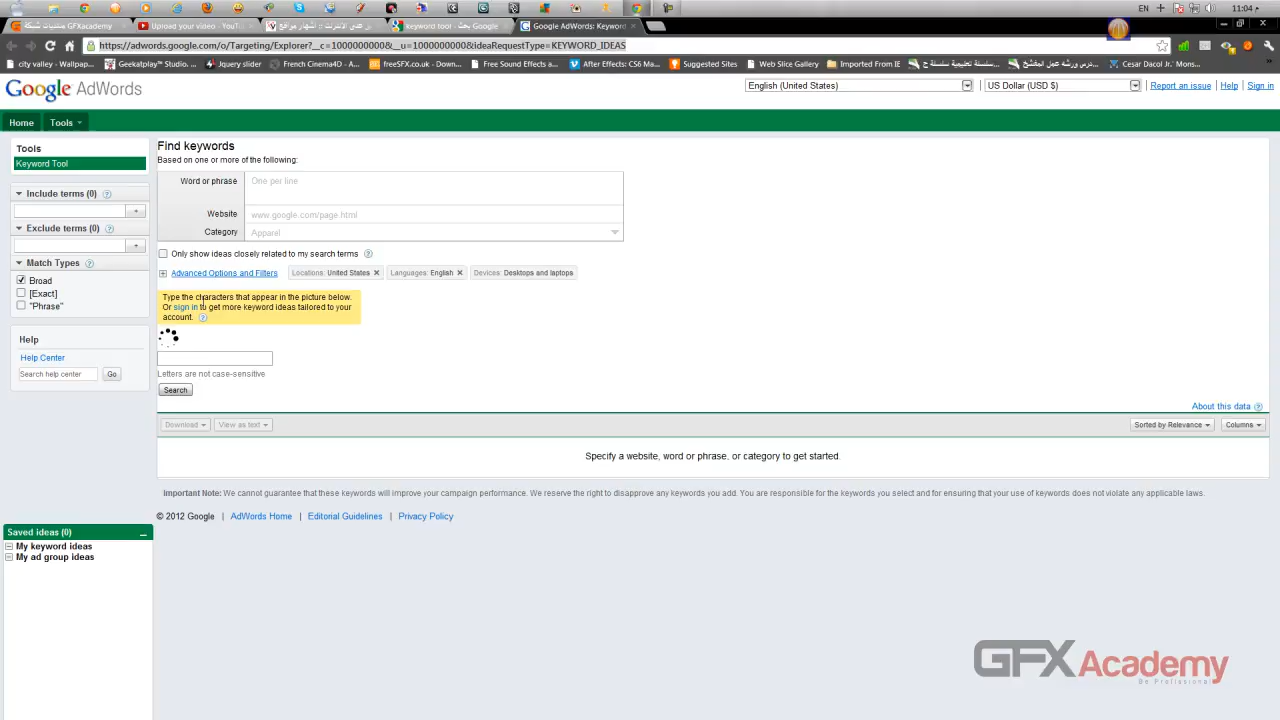 EN
11:04
GFXacademy منتديات شبكة
Upload your video - YouTu
keyword tool - بحث Google
Google AdWords: Keyword
https://adwords.google.com/o/Targeting/Explorer?__c=1000000000&__u=1000000000&ideaRequestType=KEYWORD_IDEAS
city valley - Wallpap...
Geekatplay™ Studio. ...
Jquery slider
French Cinema4D - A...
freeSFX.co.uk - Down...
Free Sound Effects a...
After Effects: CS6 Ma...
Suggested Sites
Web Slice Gallery
Imported From IE
Cesar Dacol Jr.' Mons...
Google AdWords
English (United States)
US Dollar (USD $)
Report an issue
Help
Sign in
Home
Tools
Tools
Keyword Tool
Include terms (0)
Exclude terms (0)
Match Types
Broad
[Exact]
"Phrase"
Help
Help Center
Search help center
Go
Find keywords
Based on one or more of the following:
Word or phrase
One per line
Website
www.google.com/page.html
Category
Apparel
Only show ideas closely related to my search terms
Advanced Options and Filters
Locations: United States
Languages: English
Devices: Desktops and laptops
Type the characters that appear in the picture below.
Or sign in to get more keyword ideas tailored to your
account.
Letters are not case-sensitive
Search
About this data
Download
View as text
Sorted by Relevance
Columns
Specify a website, word or phrase, or category to get started.
Important Note: We cannot guarantee that these keywords will improve your campaign performance. We reserve the right to disapprove any keywords you add. You are responsible for the keywords you select and for ensuring that your use of keywords does not violate any applicable laws.
© 2012 Google | AdWords Home | Editorial Guidelines | Privacy Policy
Saved ideas (0)
My keyword ideas
My ad group ideas
GFXAcademy
Be Proffisional